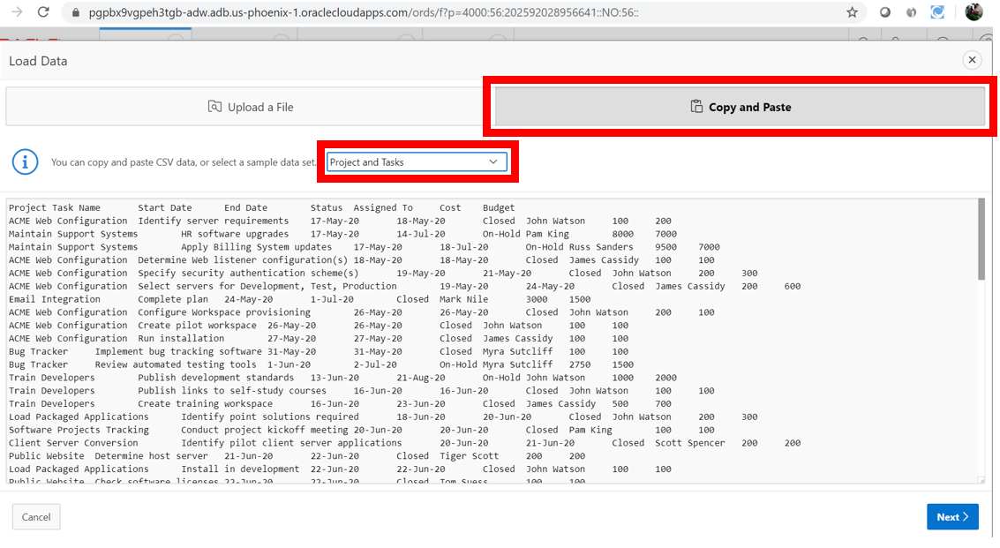 pgpbx9vgpeh3tgb-adw.adb.us-phoenix-1.oraclecloudapps.com/ords/f?p=4000:56:202592028956641::NO:56::
Load Data
Upload a File
Copy and Paste
You can copy and paste CSV data, or select a sample data set.
Project and Tasks
Project Task Name Start Date End Date Status Assigned To Cost Budget
ACME Web Configuration Identify server requirements 17-May-20 18-May-20 Closed John Watson 100 200
Maintain Support Systems HR software upgrades 17-May-20 14-Jul-20 On-Hold Pam King 8000 7000
Maintain Support Systems Apply Billing System updates 17-May-20 18-Jul-20 On-Hold Russ Sanders 9500 7000
ACME Web Configuration Determine Web listener configuration(s) 18-May-20 18-May-20 Closed James Cassidy 100 100
ACME Web Configuration Specify security authentication scheme(s) 19-May-20 21-May-20 Closed John Watson 200 300
ACME Web Configuration Select servers for Development, Test, Production 19-May-20 24-May-20 Closed James Cassidy 200 600
Email Integration Complete plan 24-May-20 1-Jul-20 Closed Mark Nile 3000 1500
ACME Web Configuration Configure Workspace provisioning 26-May-20 26-May-20 Closed John Watson 200 100
ACME Web Configuration Create pilot workspace 26-May-20 26-May-20 Closed John Watson 100 100
ACME Web Configuration Run installation 27-May-20 27-May-20 Closed James Cassidy 100 100
Bug Tracker Implement bug tracking software 31-May-20 31-May-20 Closed Myra Sutcliff 100 100
Bug Tracker Review automated testing tools 1-Jun-20 2-Jul-20 On-Hold Myra Sutcliff 2750 1500
Train Developers Publish development standards 13-Jun-20 21-Aug-20 On-Hold John Watson 1000 2000
Train Developers Publish links to self-study courses 16-Jun-20 16-Jun-20 Closed John Watson 100 100
Train Developers Create training workspace 16-Jun-20 23-Jun-20 Closed James Cassidy 500 700
Load Packaged Applications Identify point solutions required 18-Jun-20 20-Jun-20 Closed John Watson 200 300
Software Projects Tracking Conduct project kickoff meeting 20-Jun-20 20-Jun-20 Closed Pam King 100 100
Client Server Conversion Identify pilot client server applications 20-Jun-20 21-Jun-20 Closed Scott Spencer 200 200
Public Website Determine host server 21-Jun-20 22-Jun-20 Closed Tiger Scott 200 200
Load Packaged Applications Install in development 22-Jun-20 22-Jun-20 Closed John Watson 100 100
Public Website Check software licenses 22-Jun-20 22-Jun-20 Closed Tom Suess 100 100
Cancel
Next